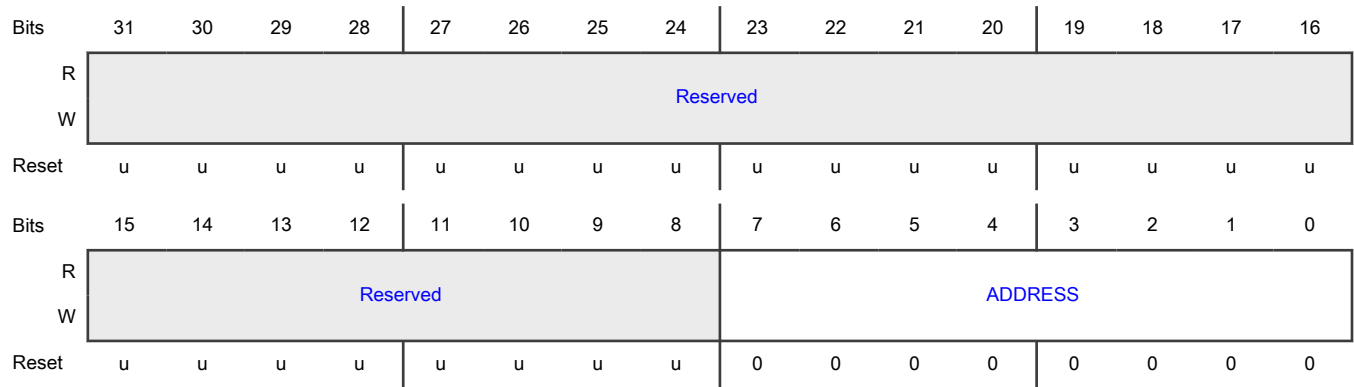 Bits 31 30 29 28 27 26 25 24 23 22 21 20 19 18 17 16
R
Reserved
W
Reset u u u u u u u u u u u u u u u u
Bits 15 14 13 12 11 10 9 8 7 6 5 4 3 2 1 0
R
Reserved ADDRESS
W
Reset u u u u u u u u 0 0 0 0 0 0 0 0